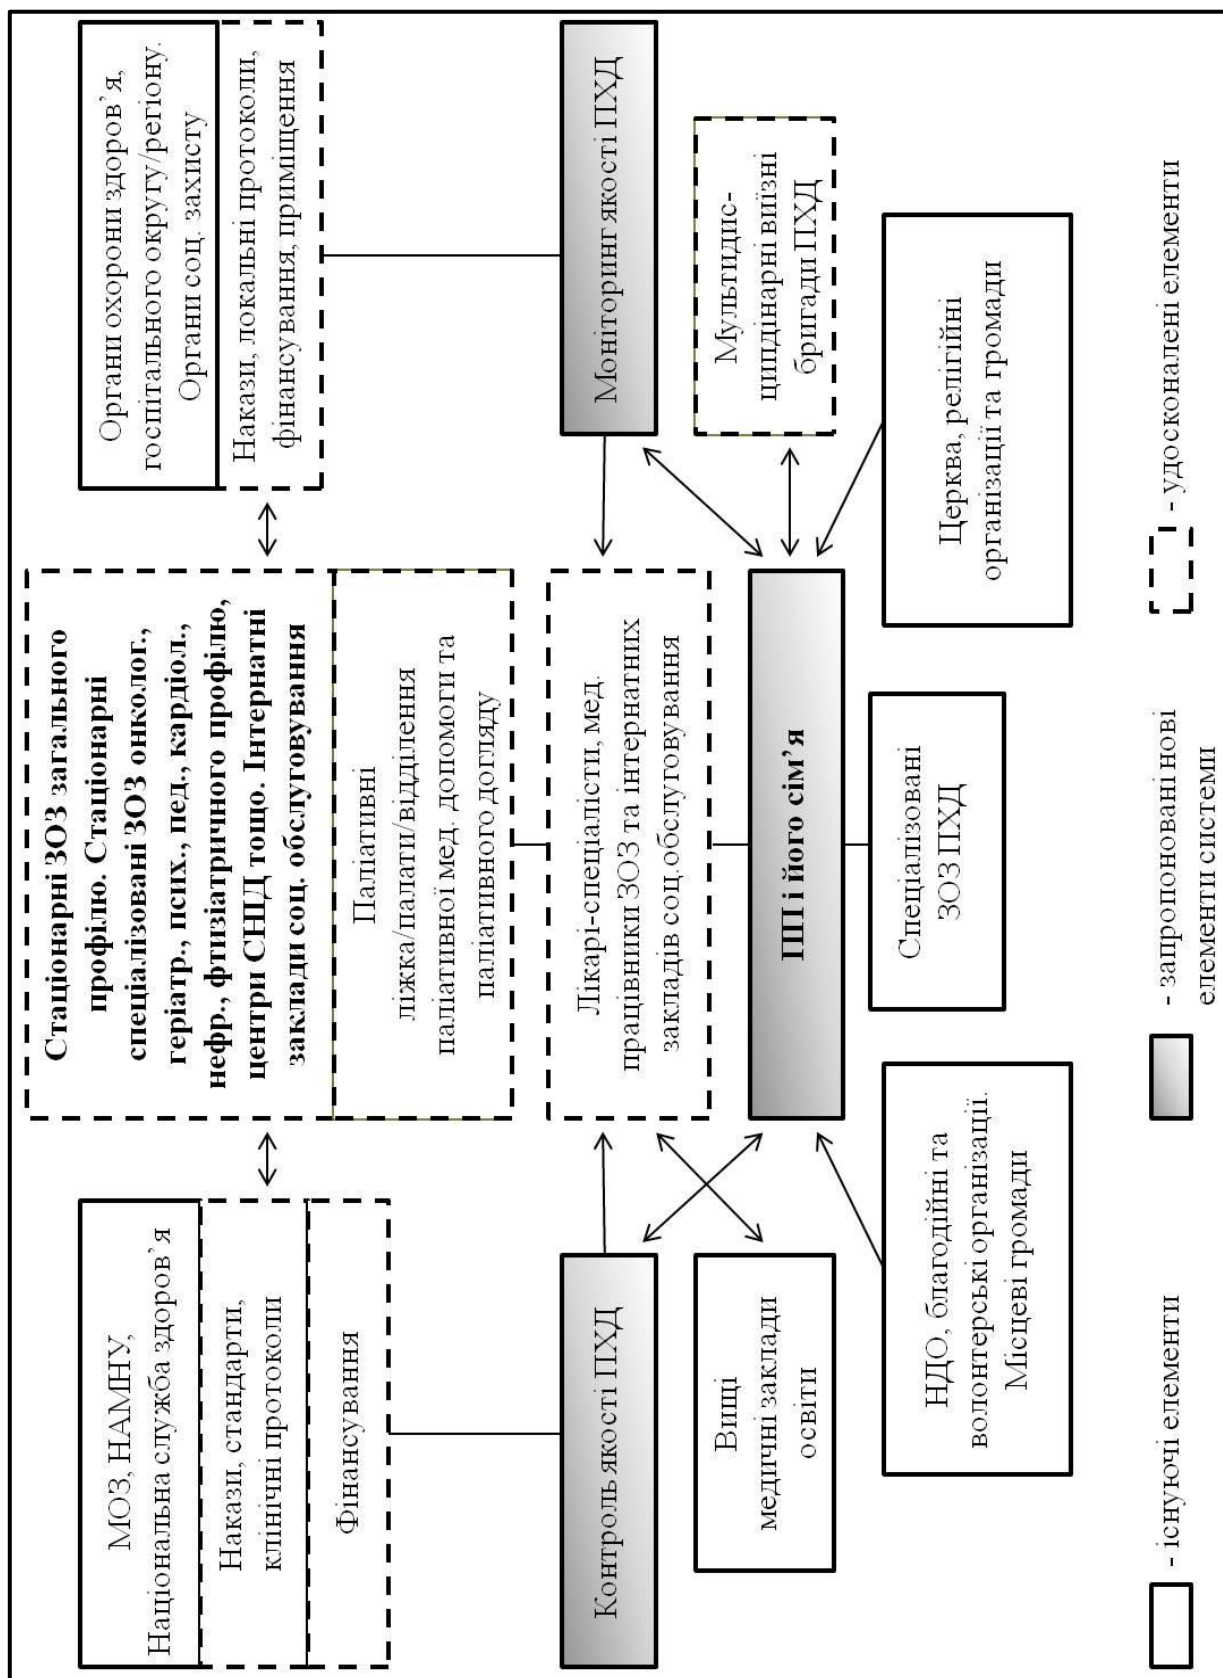 МОЗ, НАМНУ,
Національна служба здоров'я
Накази, стандарти,
клінічні протоколи
Фінансування
Стаціонарні ЗОЗ загального
профілю. Стаціонарні
спеціалізовані ЗОЗ онколог.,
геріатр., псих., пед., кардіол.,
нефр., фтизіатричного профілю,
центри СНІД тощо. Інтернатні
заклади соц. обслуговування
Паліативні
ліжка/палати/відділення
паліативної мед. допомоги та
паліативного догляду
Органи охорони здоров'я,
госпітального округу/регіону.
Органи соц. захисту
Накази, локальні протоколи,
фінансування, приміщення
Контроль якості ПХД
Лікарі-спеціалісти, мед.
працівники ЗОЗ та інтернатних
закладів соц.обслуговування
Моніторинг якості ПХД
Вищі
медичні заклади
освіти
ПП і його сім'я
Мультидис-
ципдінарні виїзні
бригади ПХД
НДО, благодійні та
волонтерські організації.
Місцеві громади
Спеціалізовані
ЗОЗ ПХД
Церква, релігійні
організації та громади
- існуючі елементи
- запропоновані нові
елементи системи
- удосконалені елементи